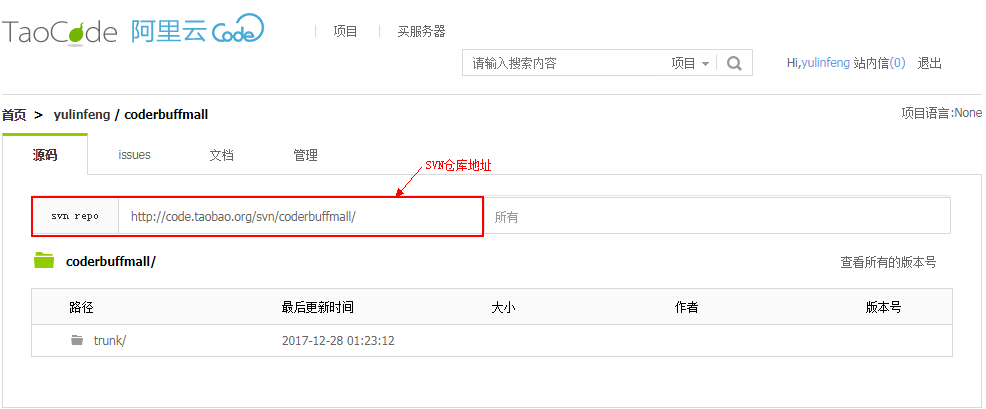 TaoCode 阿里云Code 项目 买服务器
请输入搜索内容 项目 Hi,yulinfeng 站内信(0) 退出
首页 > yulinfeng / coderbuffmall 项目语言:None
源码 issues 文档 管理
SVN仓库地址
svn repo http://code.taobao.org/svn/coderbuffmall/ 所有
coderbuffmall/ 查看所有的版本号
路径 最后更新时间 大小 作者 版本号
trunk/ 2017-12-28 01:23:12